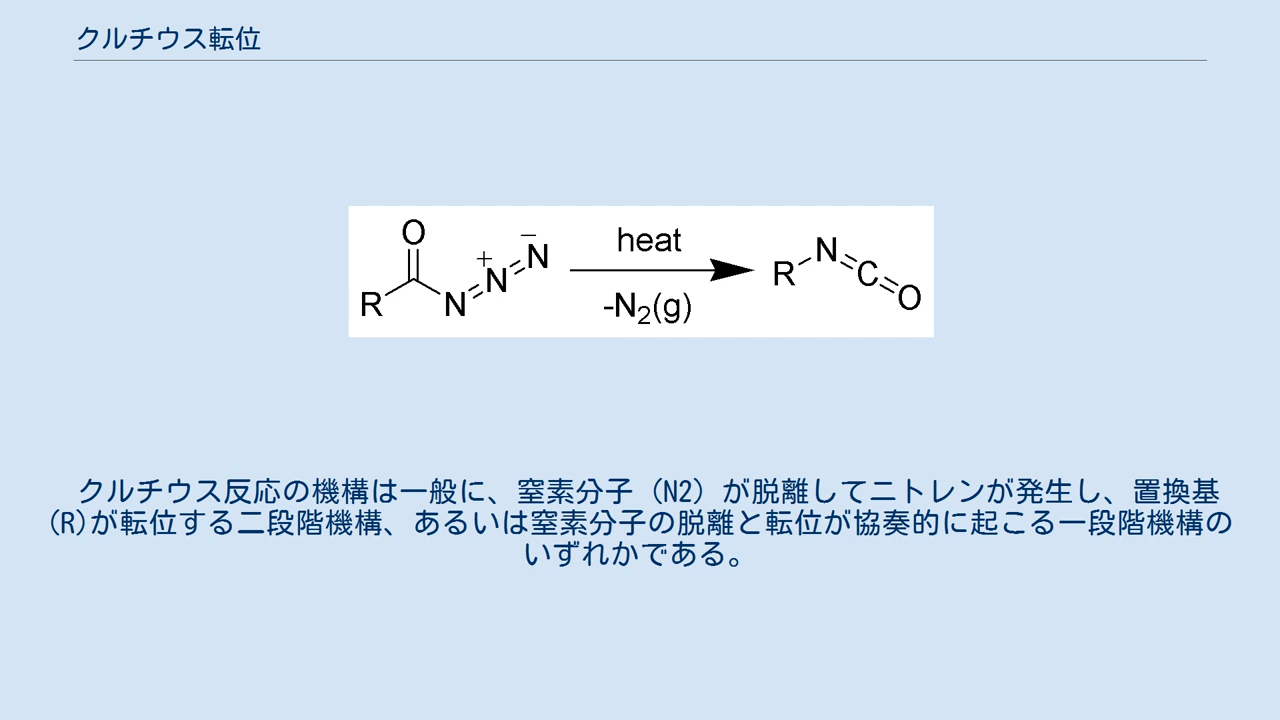 クルチウス転位
O
R N N N + −
heat
-N2(g)
R N C O
クルチウス反応の機構は一般に、窒素分子（N2）が脱離してニトレンが発生し、置換基
(R)が転位する二段階機構、あるいは窒素分子の脱離と転位が協奏的に起こる一段階機構の
いずれかである。